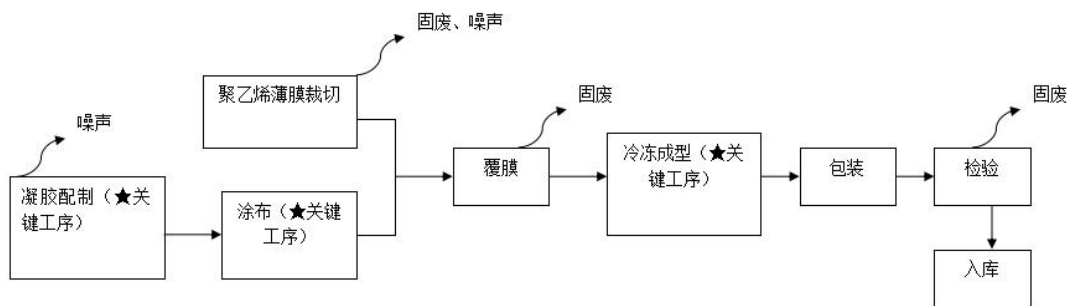 固废、噪声
聚乙烯薄膜裁切
固废
固废
噪声
凝胶配制（★关
键工序）
涂布（★关键
工序）
覆膜
冷冻成型（★关
键工序）
包装
检验
入库